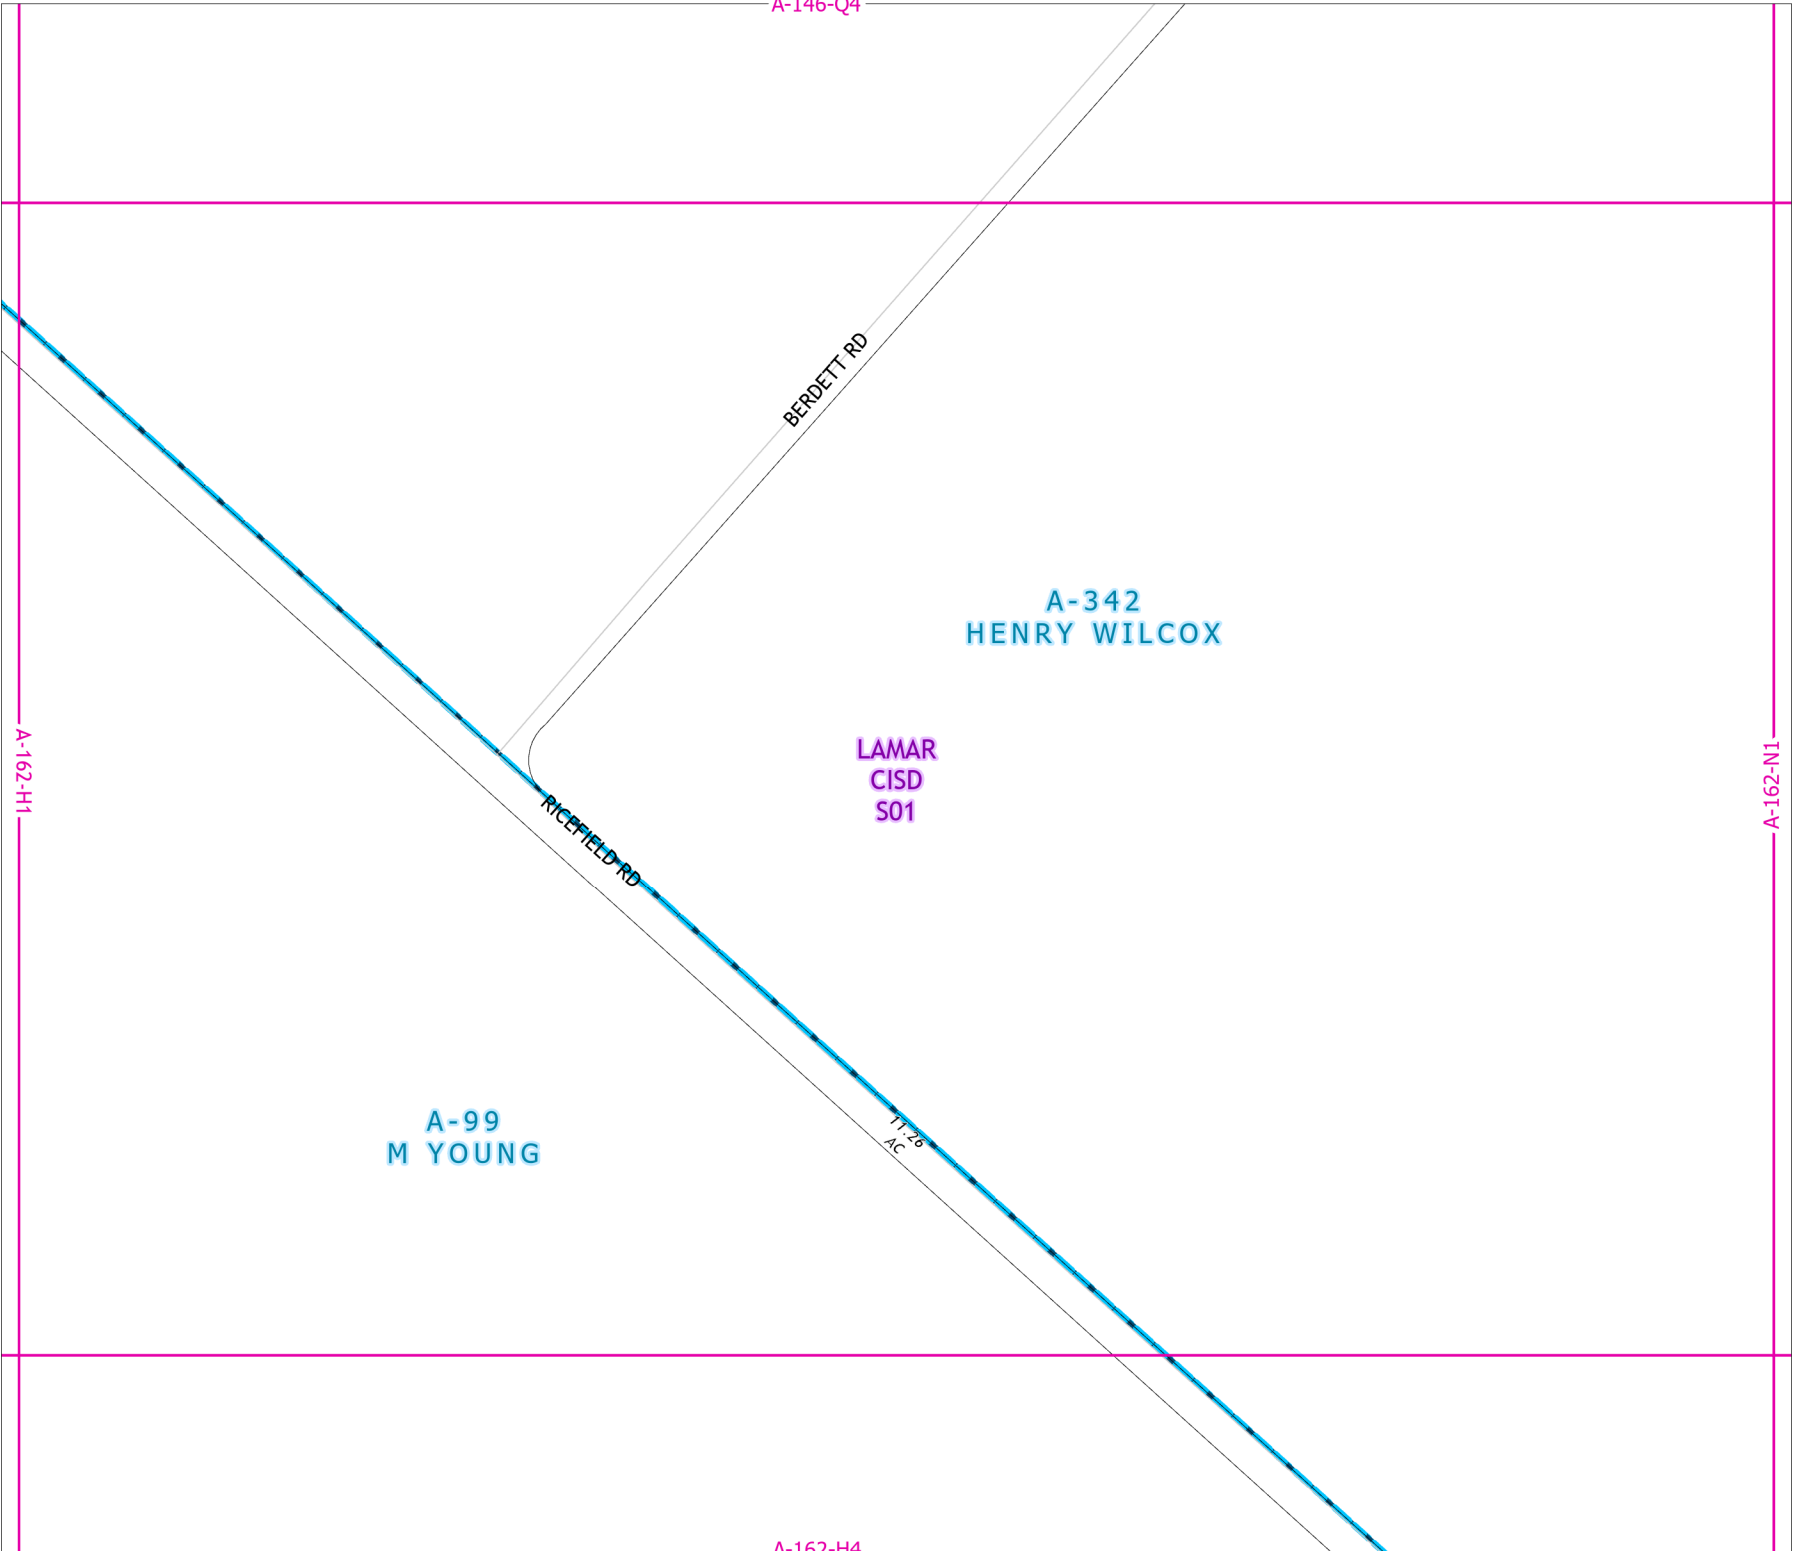 A-146-Q4
BERDETT RD
A-342
HENRY WILCOX
LAMAR
CISD
S01
A-162-H1
A-162-N1
RICEFIELD RD
A-99
M YOUNG
11.26
AC
A-162-H4